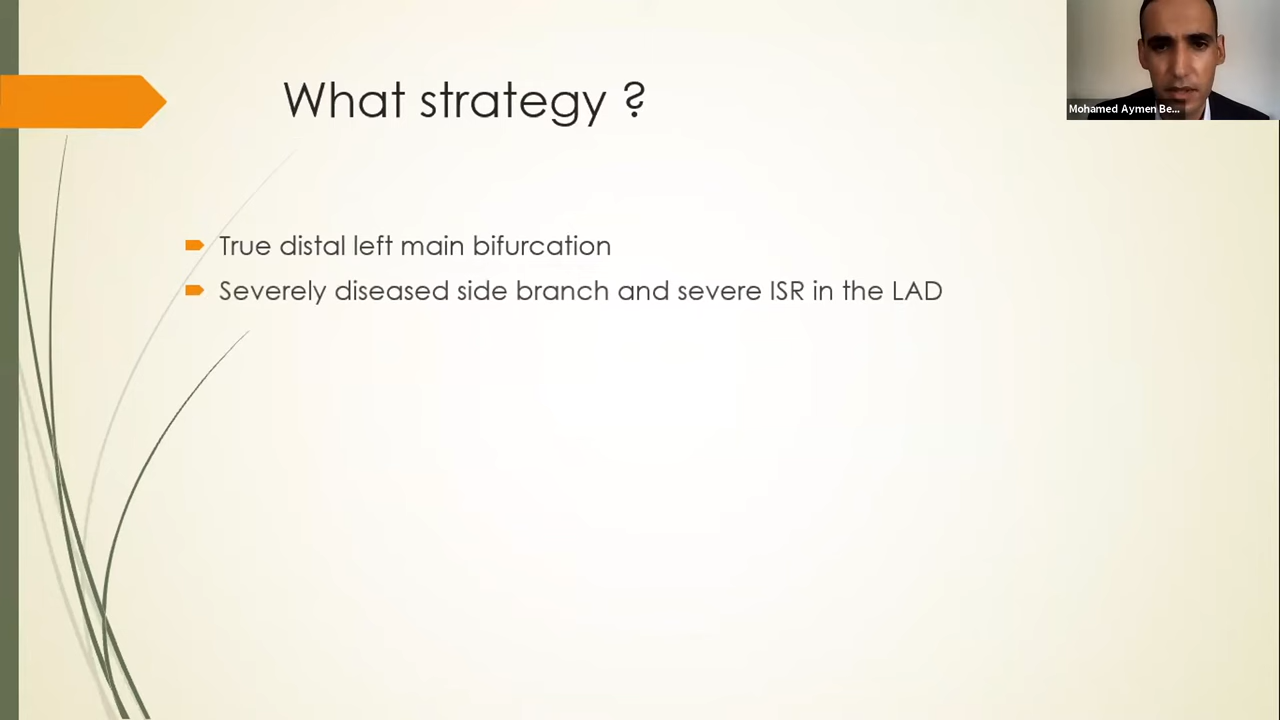 What strategy ?
Mohamed Aymen Be...
True distal left main bifurcation
Severely diseased side branch and severe ISR in the LAD